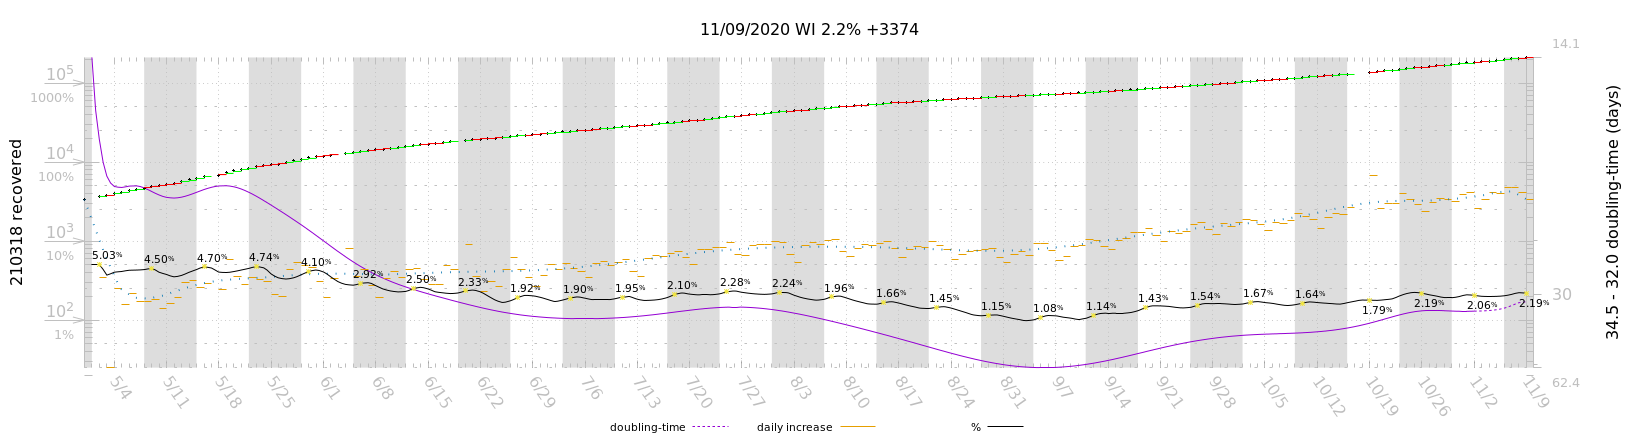 11/09/2020 WI 2.2% +3374
14.1
10⁵
1000%
10⁴
100%
10³
10%
10²
1%
210318 recovered
5.03% 4.50% 4.70% 4.74% 4.10% 2.92% 2.50% 2.33% 1.92% 1.90% 1.95% 2.10% 2.28% 2.24% 1.96% 1.66% 1.45% 1.15% 1.08% 1.14% 1.43% 1.54% 1.67% 1.64% 1.79% 2.19% 2.06% 2.19%
30
34.5 - 32.0 doubling-time (days)
62.4
5/4 5/11 5/18 5/25 6/1 6/8 6/15 6/22 6/29 7/6 7/13 7/20 7/27 8/3 8/10 8/17 8/24 8/31 9/7 9/14 9/21 9/28 10/5 10/12 10/19 10/26 11/2 11/9
doubling-time daily increase %